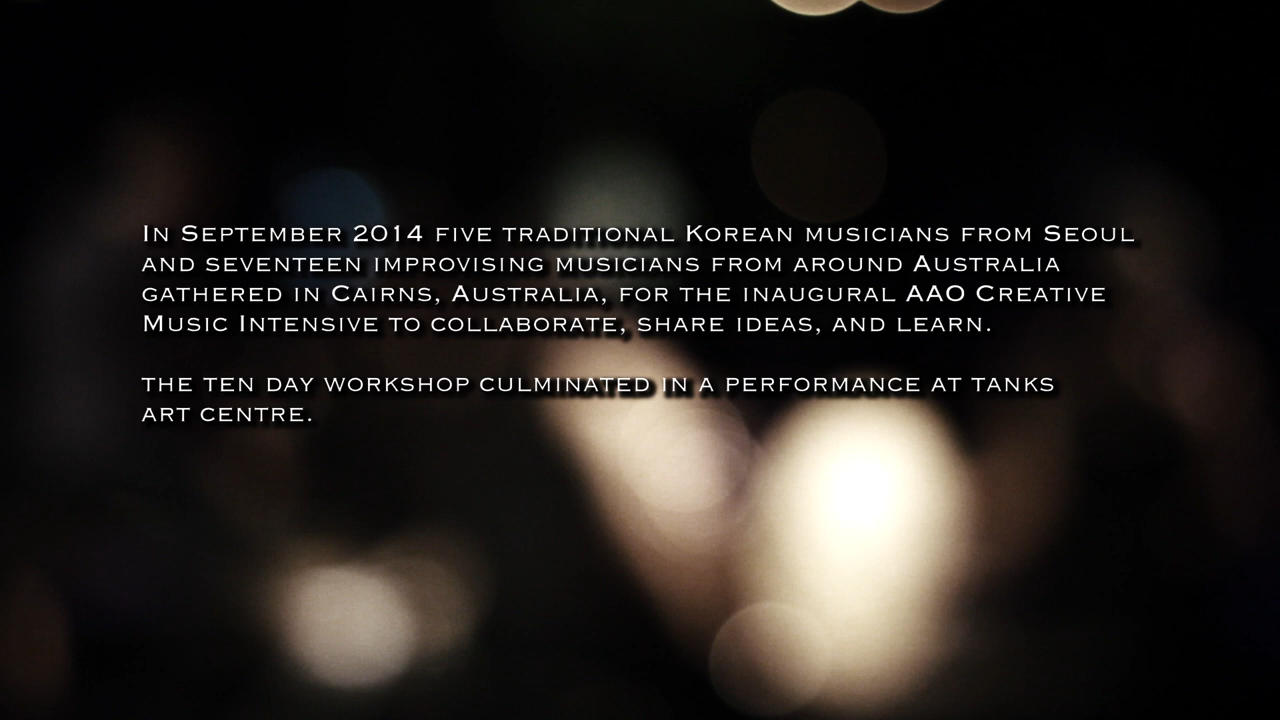 In September 2014 five traditional Korean musicians from Seoul
and seventeen improvising musicians from around Australia
gathered in Cairns, Australia, for the inaugural AAO Creative
Music Intensive to collaborate, share ideas, and learn.
the ten day workshop culminated in a performance at tanks
art centre.